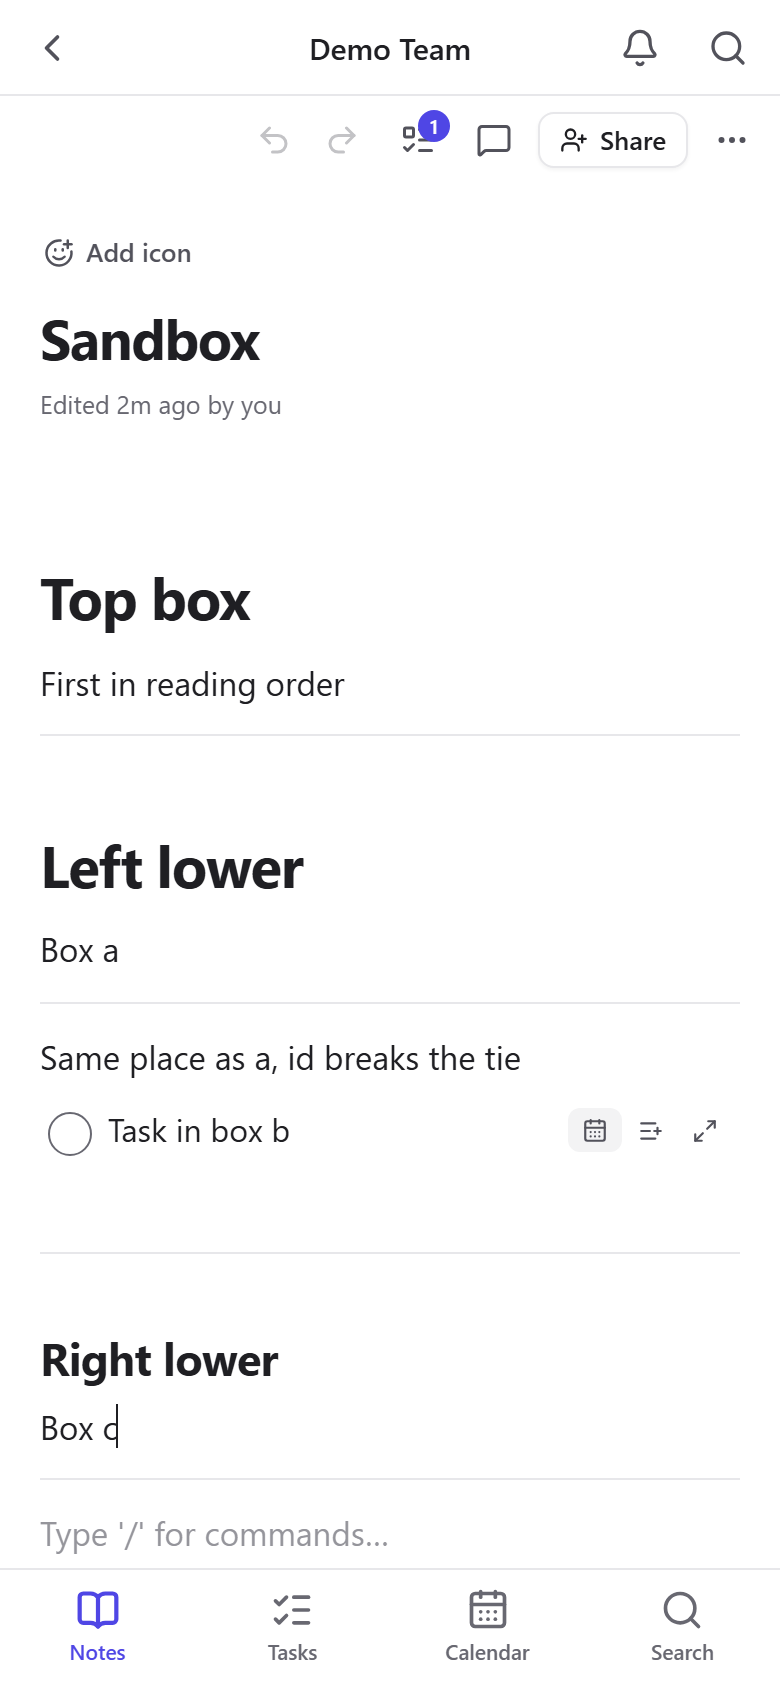 Demo Team
1
Share
Add icon
Sandbox
Edited 2m ago by you
Top box
First in reading order
Left lower
Box a
Same place as a, id breaks the tie
Task in box b
Right lower
Box c
Type '/' for commands...
Notes
Tasks
Calendar
Search